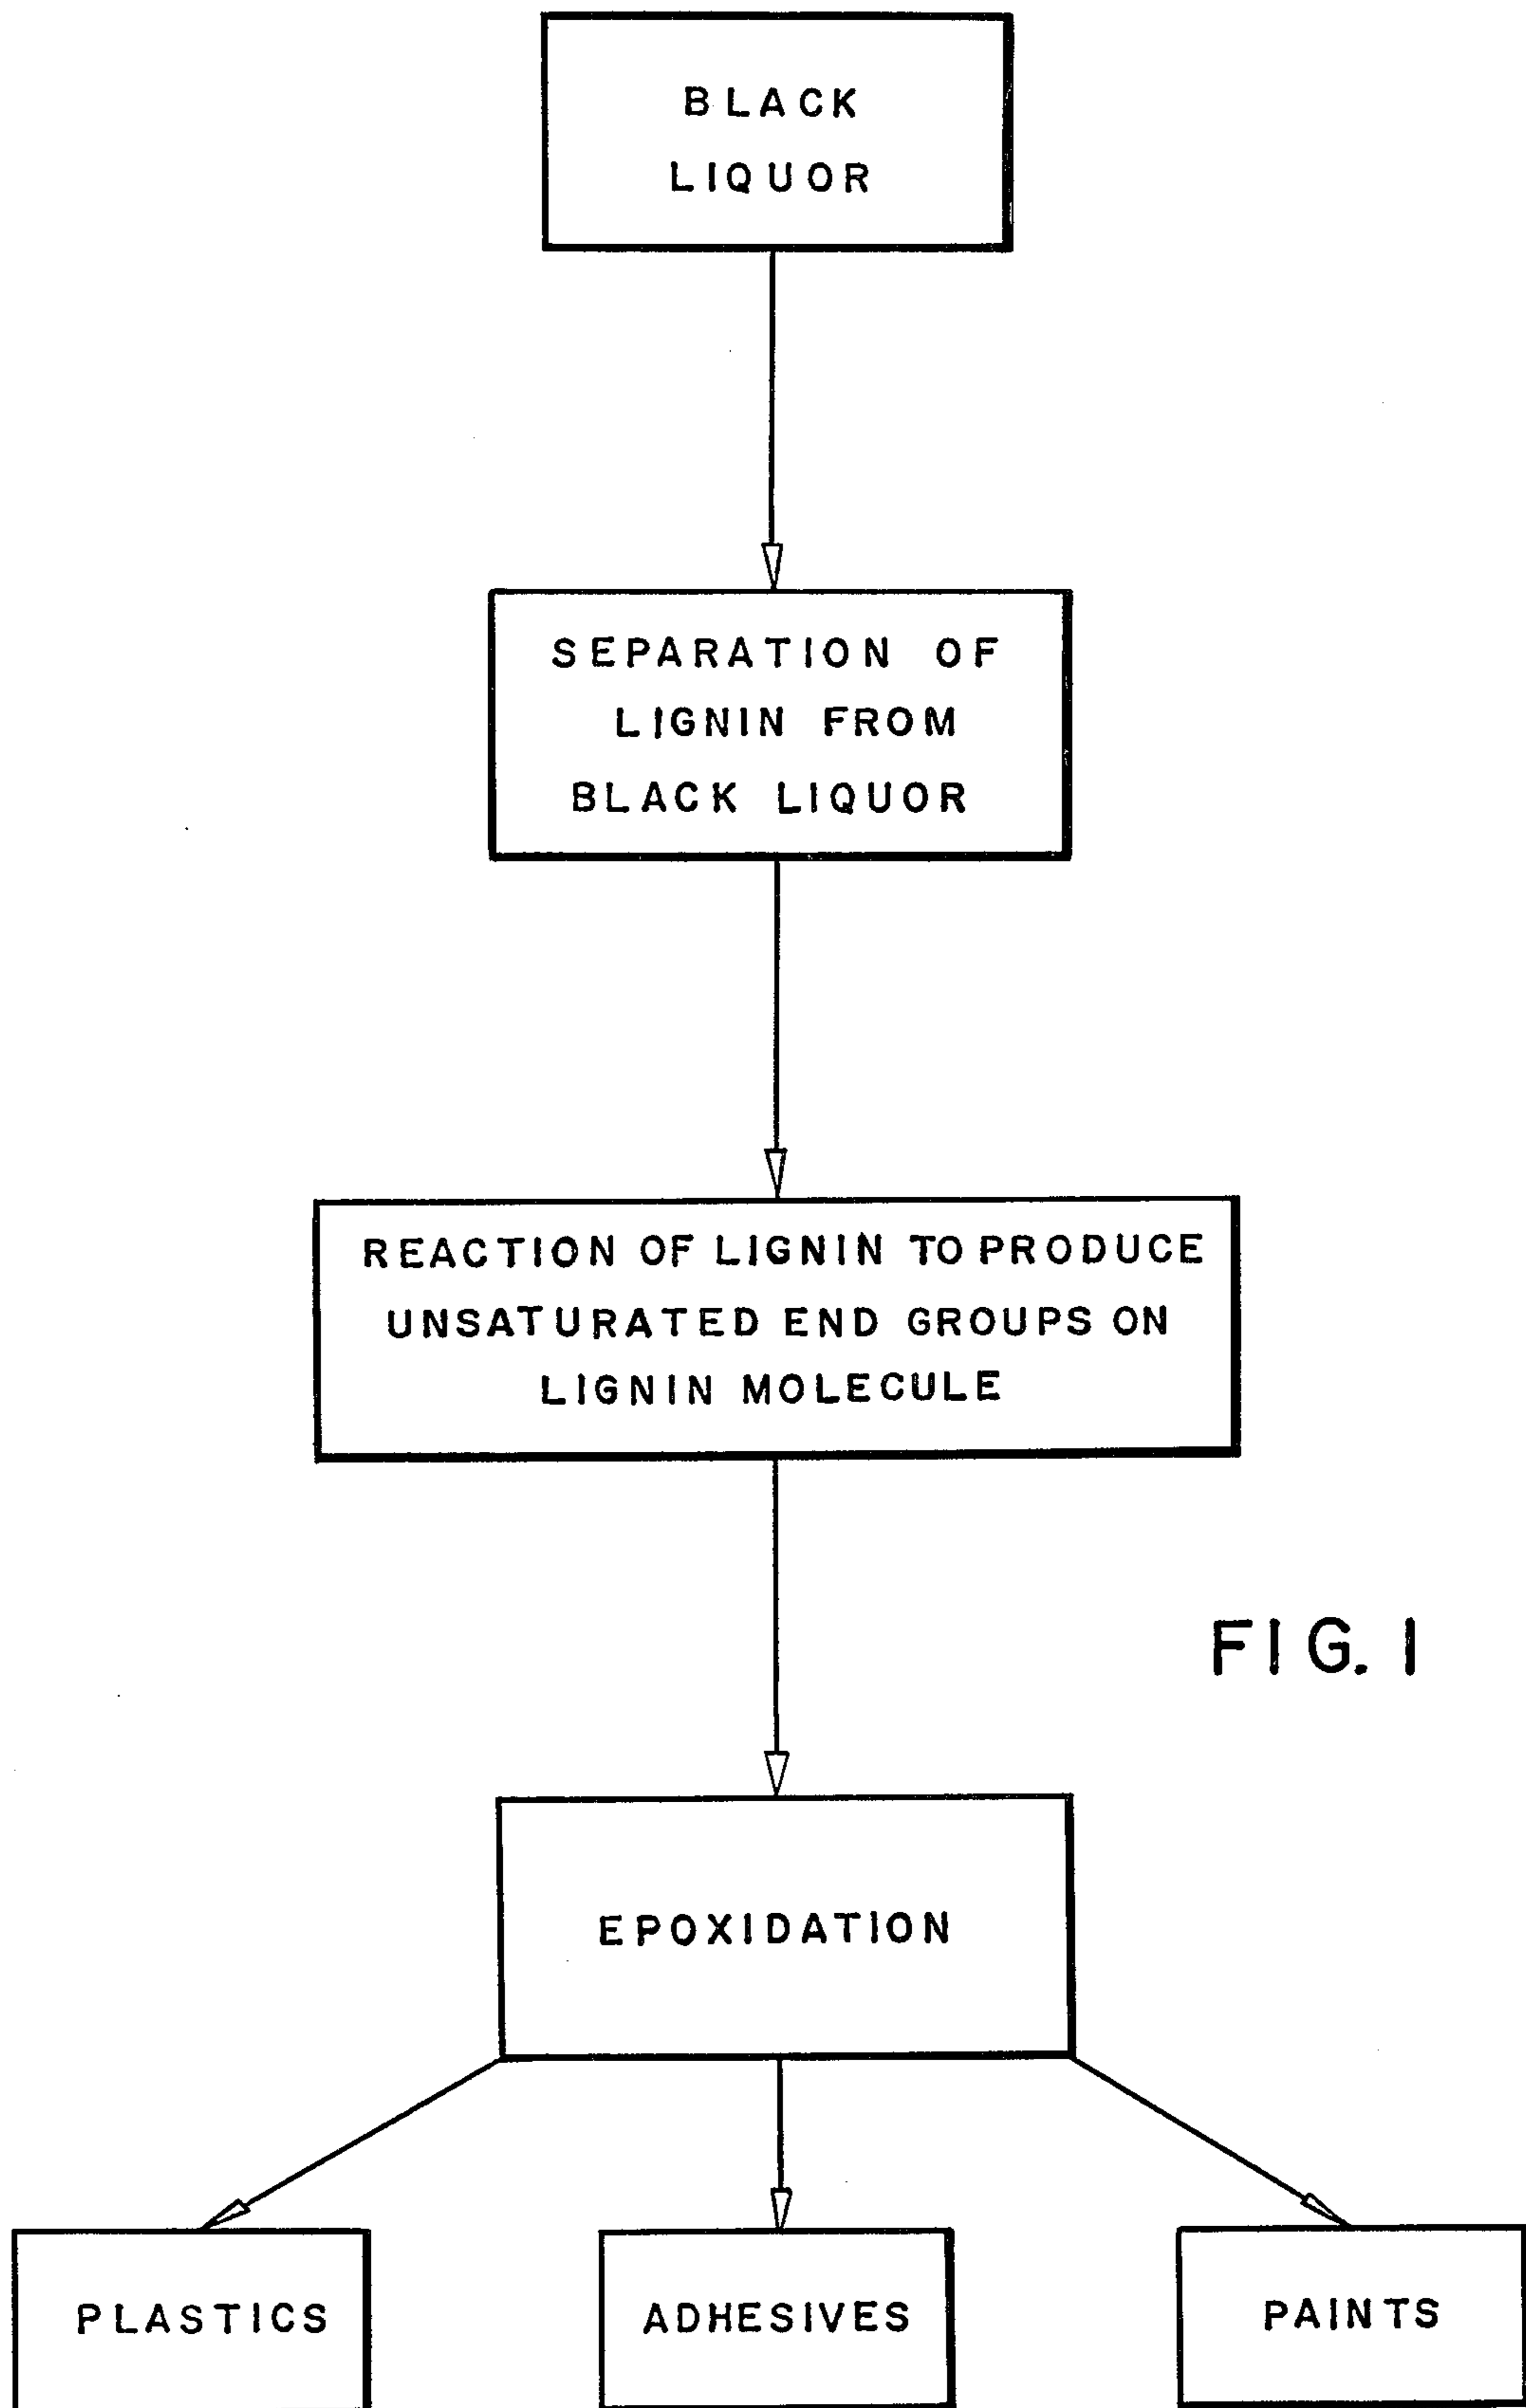 BLACK
LIQUOR
SEPARATION OF
LIGNIN FROM
BLACK LIQUOR
REACTION OF LIGNIN TO PRODUCE
UNSATURATED END GROUPS ON
LIGNIN MOLECULE
FIG. 1
EPOXIDATION
PLASTICS
ADHESIVES
PAINTS